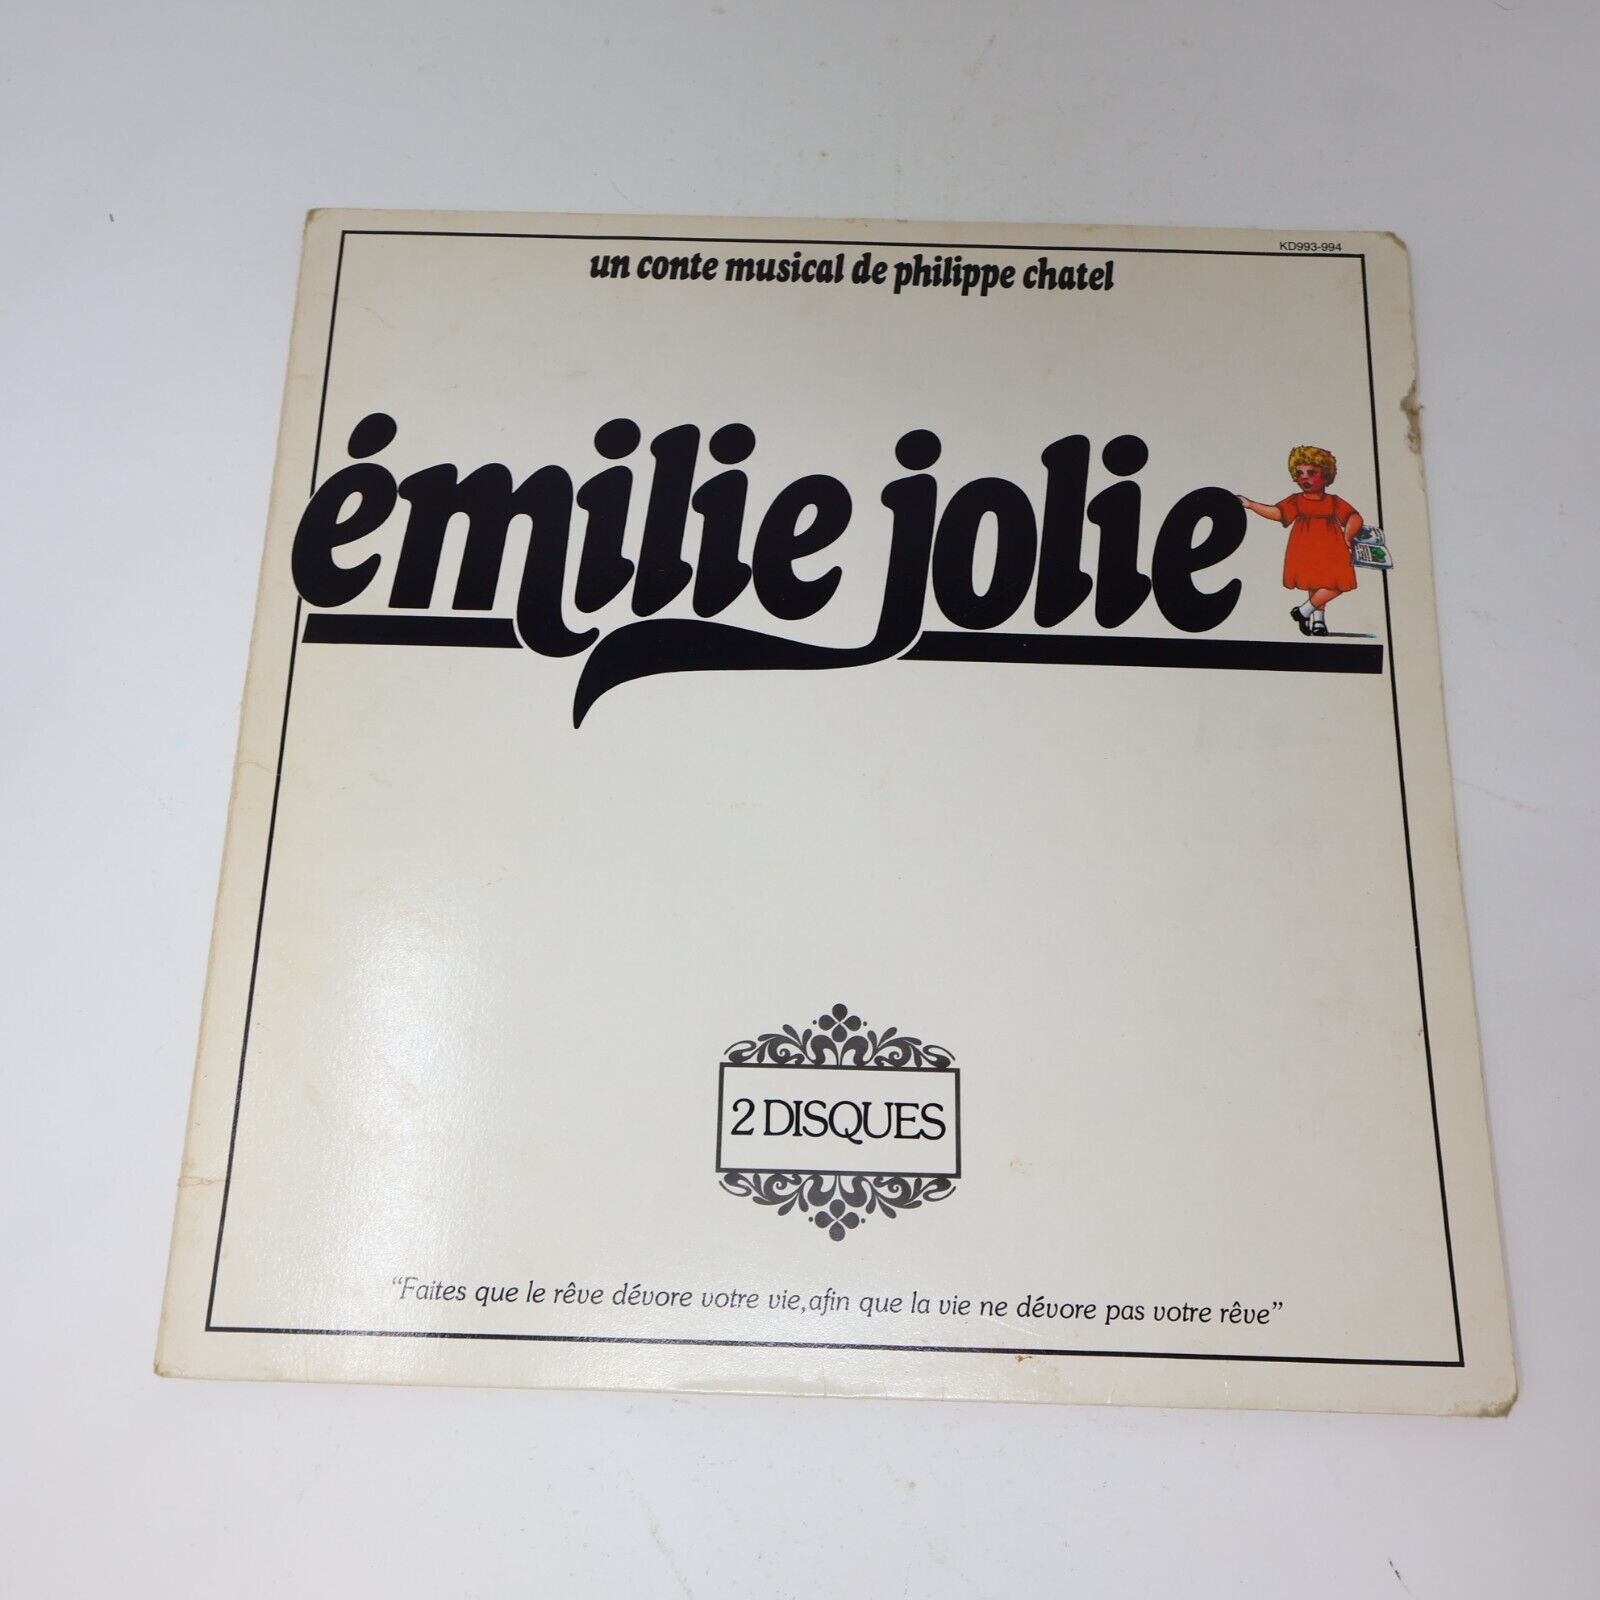 KD993-994
un conte musical de philippe chatel
émilie jolie
2 DISQUES
“Faites que le rêve dévore votre vie, afin que la vie ne dévore pas votre rêve”